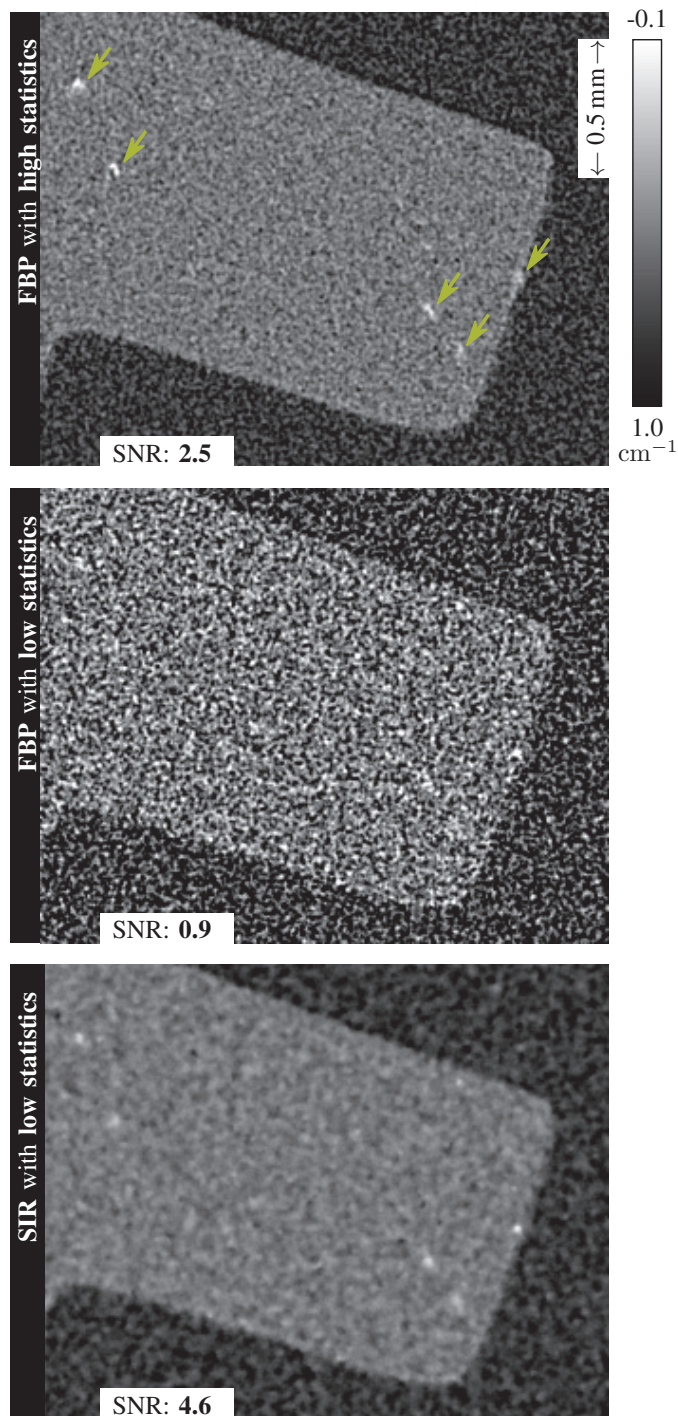 FBP with high statistics
← 0.5 mm →
-0.1
1.0
cm⁻¹
SNR: 2.5
FBP with low statistics
SNR: 0.9
SIR with low statistics
SNR: 4.6